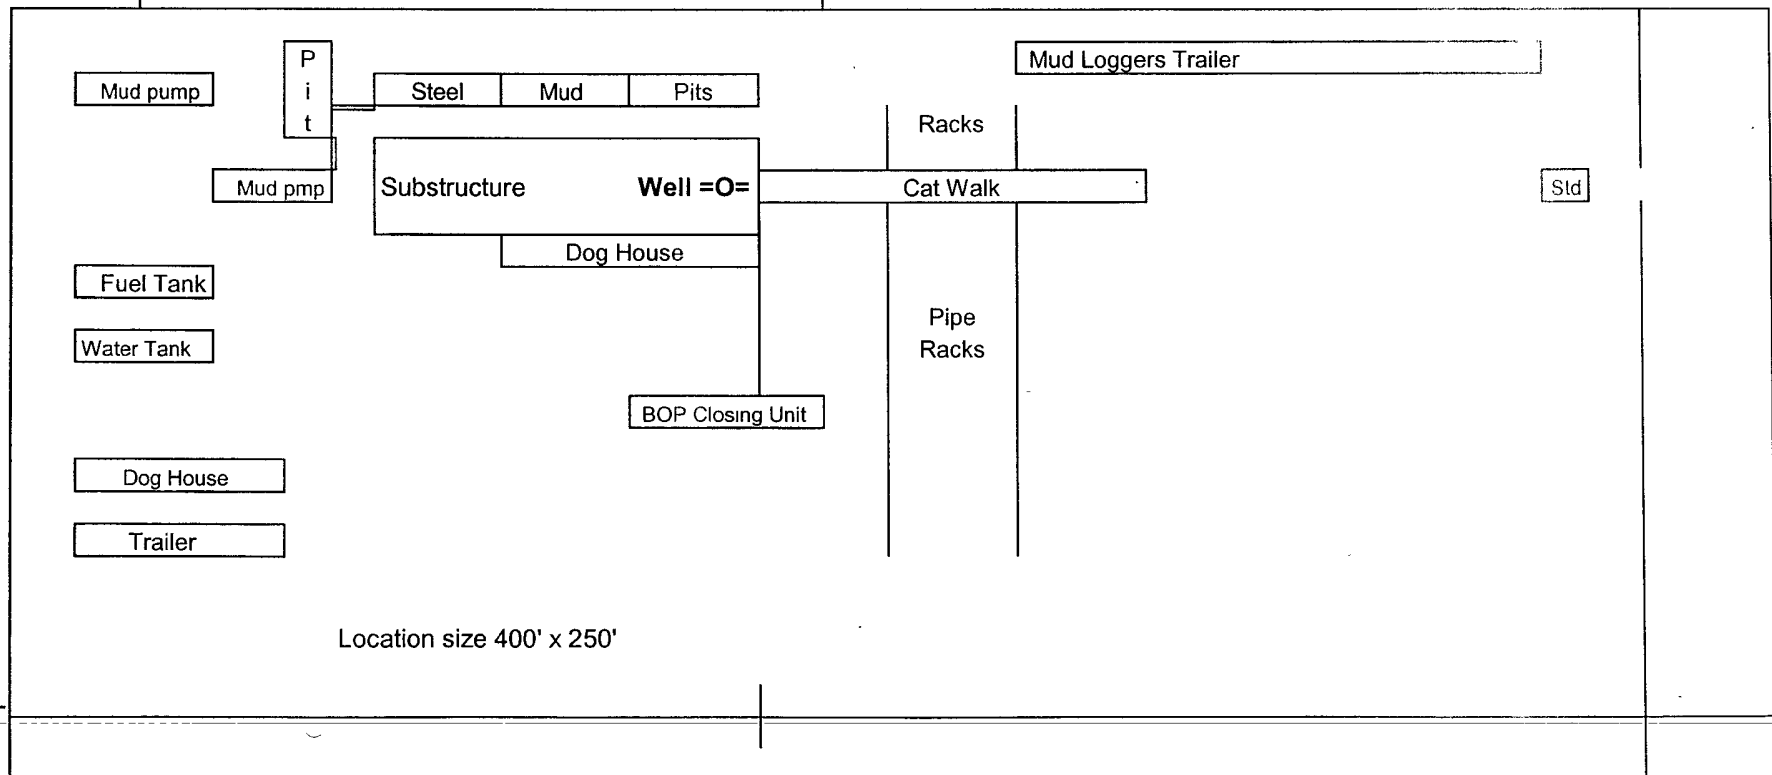 Mud Loggers Trailer
P
i
t
Mud pump
Steel Mud Pits
Racks
Mud pmp
Substructure Well =O=
Cat Walk
Std
Dog House
Fuel Tank
Pipe
Racks
Water Tank
BOP Closing Unit
Dog House
Trailer
Location size 400' x 250'